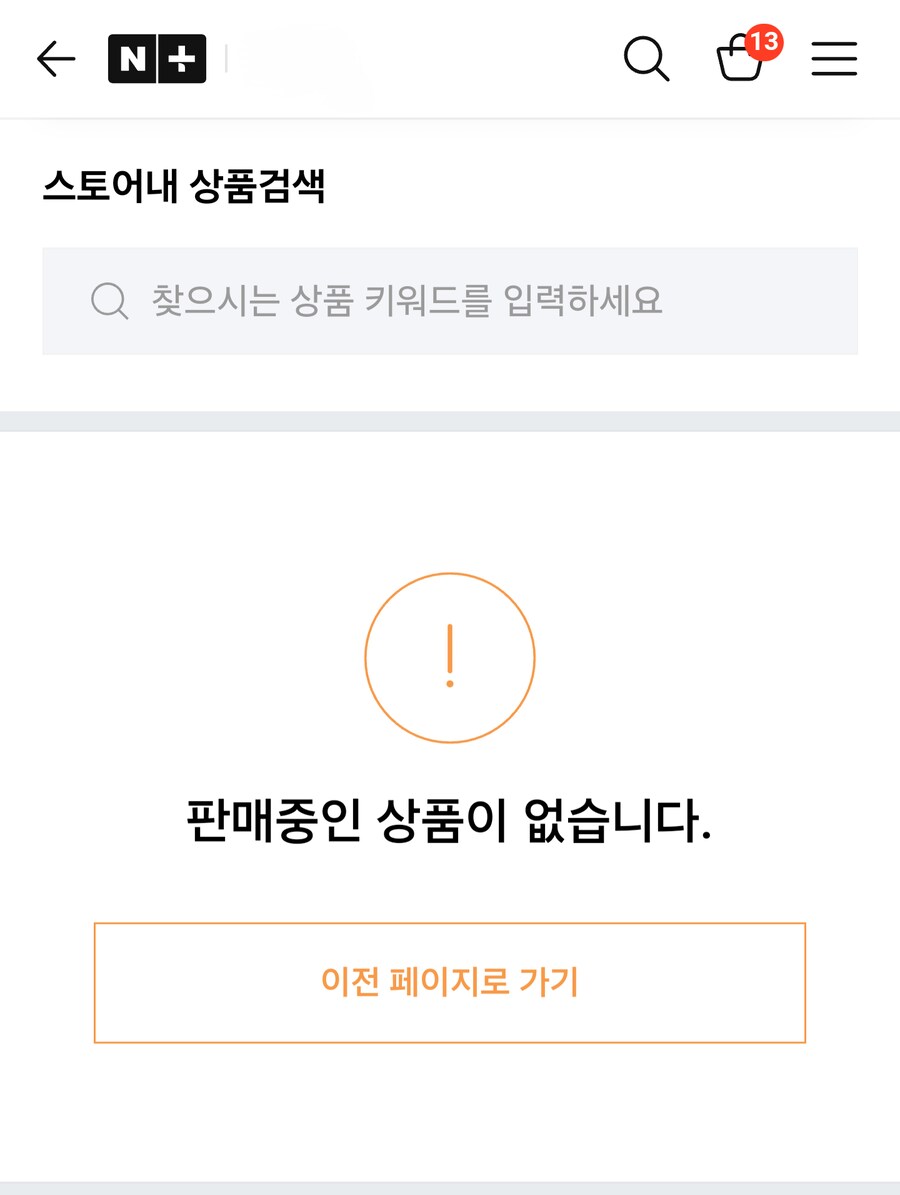 N+
13
스토어내 상품검색
찾으시는 상품 키워드를 입력하세요
판매중인 상품이 없습니다.
이전 페이지로 가기